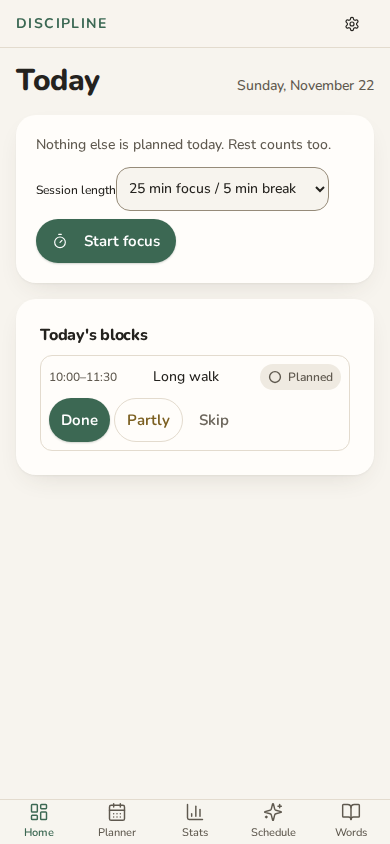 DISCIPLINE
Today
Sunday, November 22
Nothing else is planned today. Rest counts too.
Session length 25 min focus / 5 min break
Start focus
Today's blocks
10:00–11:30 Long walk Planned
Done Partly Skip
Home Planner Stats Schedule Words